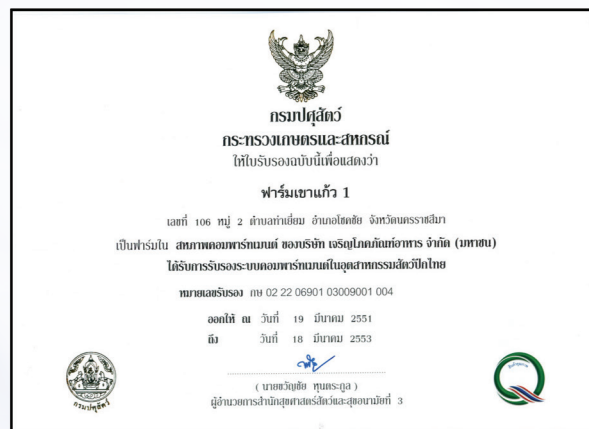 กรมปศุสัตว์
กระทรวงเกษตรและสหกรณ์
ให้ใบรับรองฉบับนี้เพื่อแสดงว่า
ฟาร์มเขาแก้ว 1
เลขที่ 106 หมู่ 2 ตำบลท่าเยี่ยม อำเภอโชคชัย จังหวัดนครราชสีมา
เป็นฟาร์มใน สหภาพคอมพาร์ทเมนต์ ของบริษัท เจริญโภคภัณฑ์อาหาร จำกัด (มหาชน)
ได้รับการรับรองระบบคอมพาร์ทเมนต์ในอุตสาหกรรมสัตว์ปีกไทย
หมายเลขรับรอง กษ 02 22 06901 03009001 004
ออกให้ ณ วันที่ 19 มีนาคม 2551
ถึง วันที่ 18 มีนาคม 2553
( นายขวัญชัย ทุนตระกูล )
ผู้อำนวยการสำนักสุขศาสตร์สัตว์และสุขอนามัยที่ 3
กรมปศุสัตว์